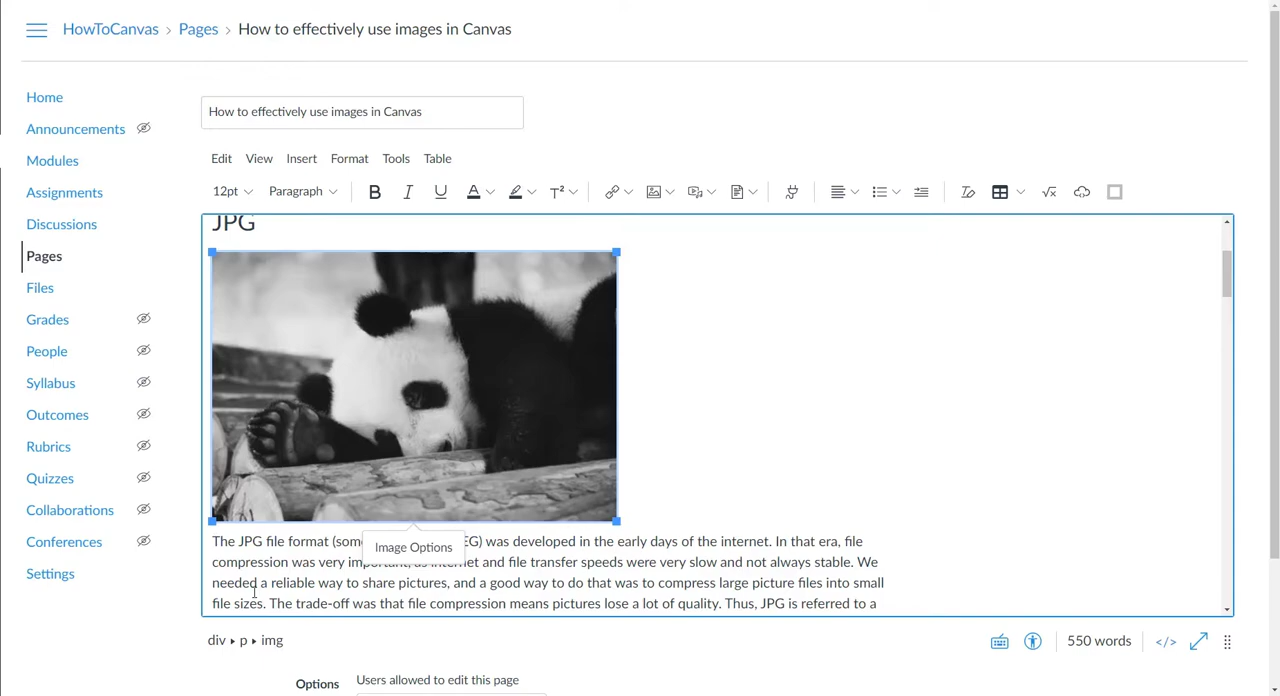 HowToCanvas › Pages › How to effectively use images in Canvas
Home
Announcements
Modules
Assignments
Discussions
Pages
Files
Grades
People
Syllabus
Outcomes
Rubrics
Quizzes
Collaborations
Conferences
Settings
How to effectively use images in Canvas
Edit View Insert Format Tools Table
12pt Paragraph B I U A T²
JPG
The JPG file format (some EG) was developed in the early days of the internet. In that era, file
Image Options
compression was very internet and file transfer speeds were very slow and not always stable. We
needed a reliable way to share pictures, and a good way to do that was to compress large picture files into small
file sizes. The trade-off was that file compression means pictures lose a lot of quality. Thus, JPG is referred to a
div ▸ p ▸ img
550 words </>
Options Users allowed to edit this page